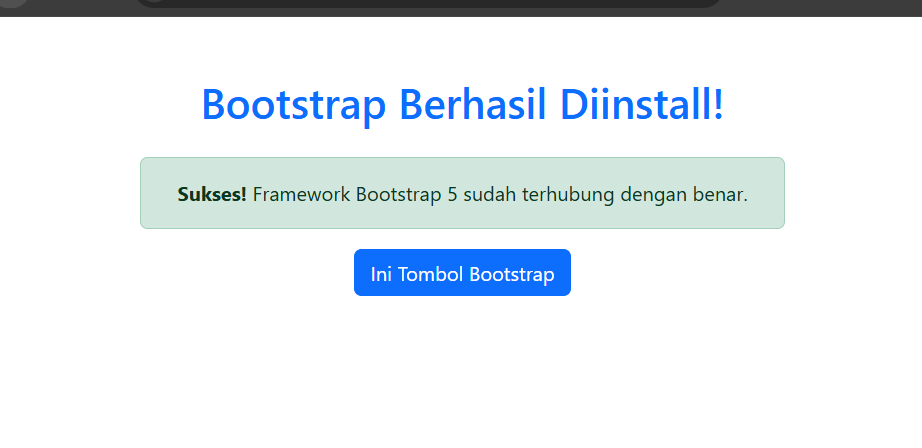 Bootstrap Berhasil Diinstall!
Sukses! Framework Bootstrap 5 sudah terhubung dengan benar.
Ini Tombol Bootstrap